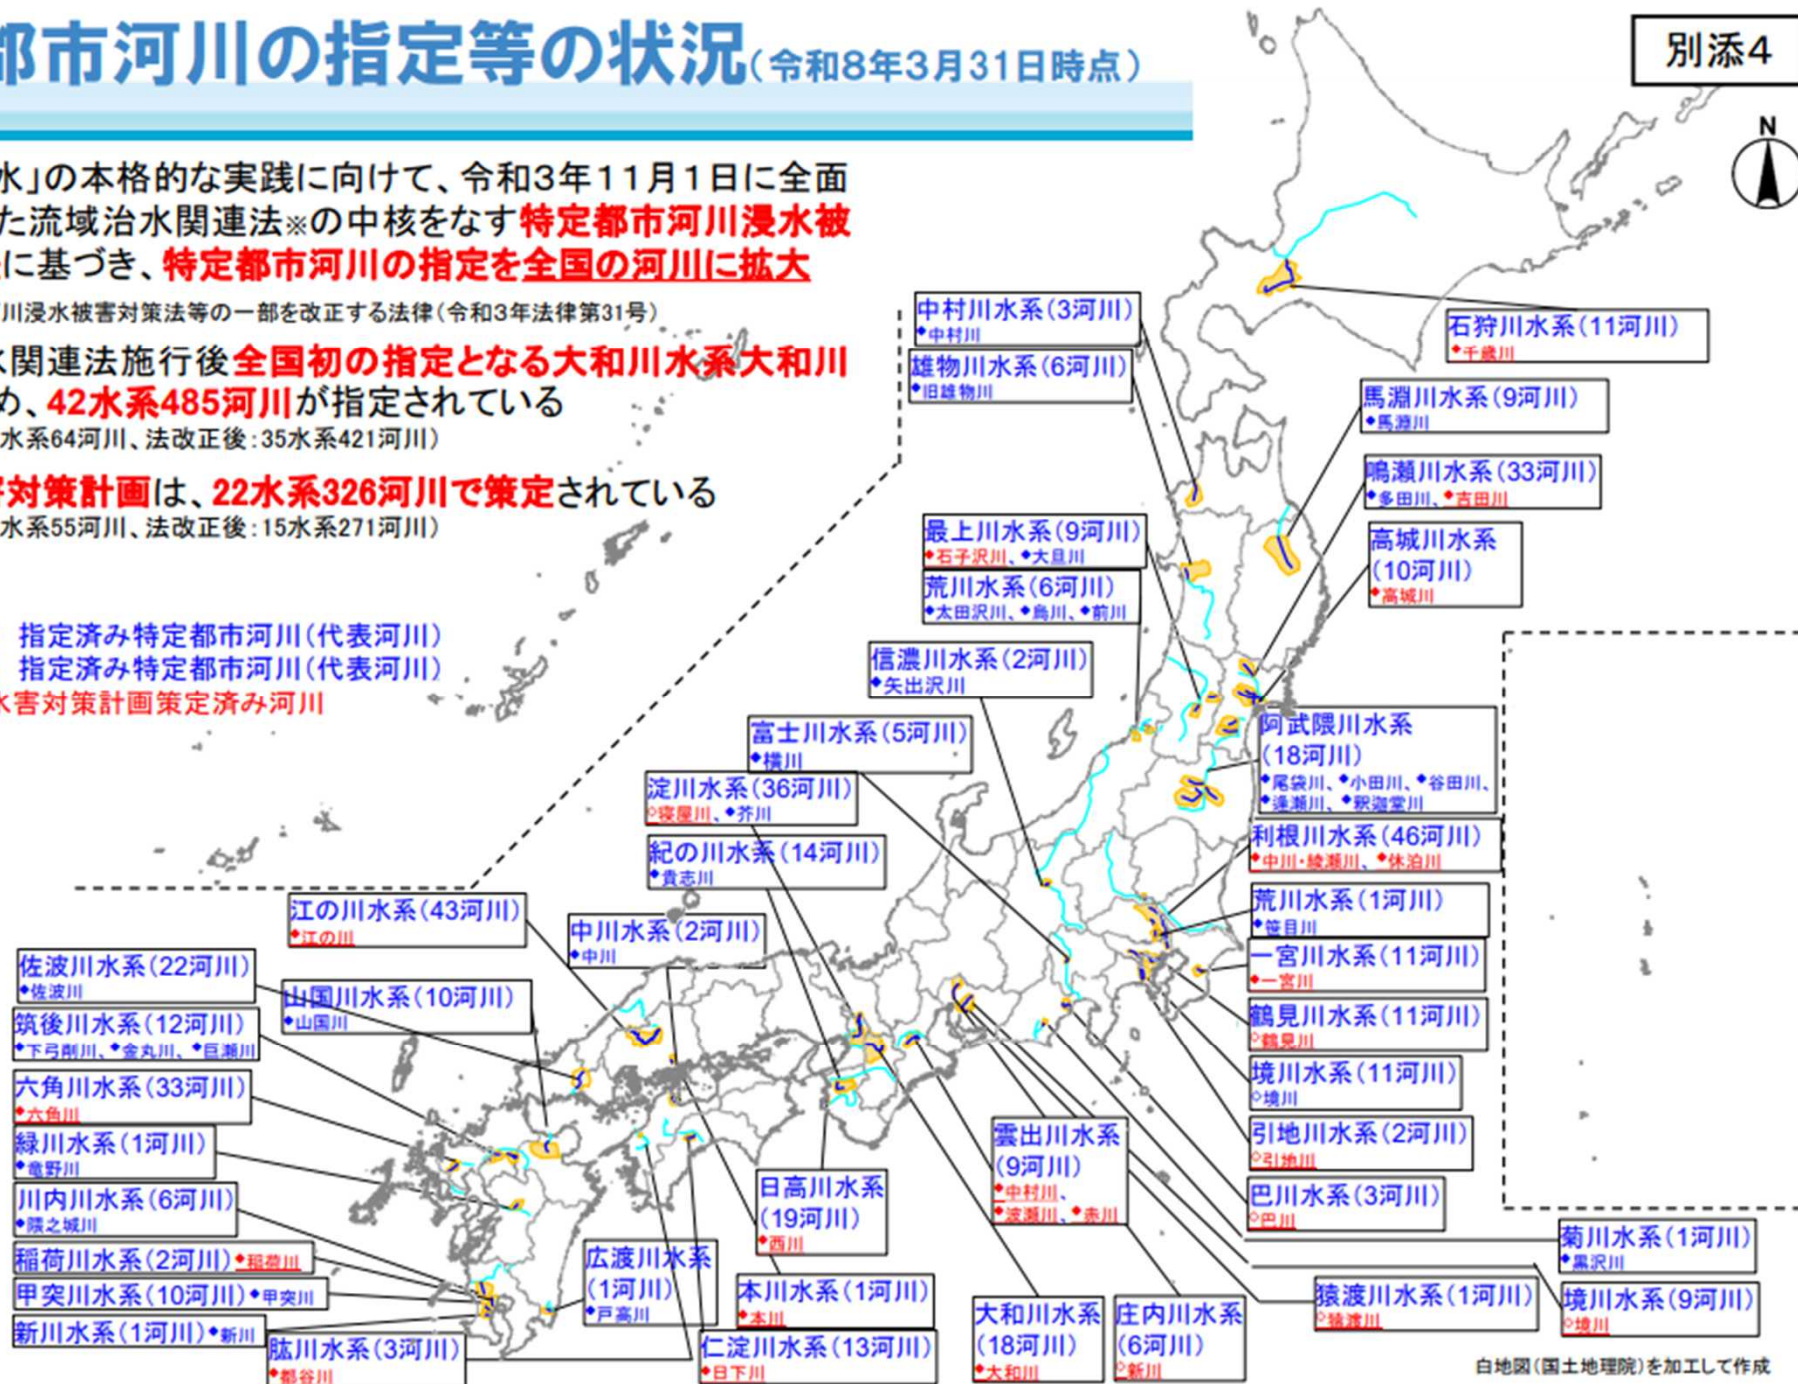 都市河川の指定等の状況(令和8年3月31日時点)
別添4
N
水」の本格的な実践に向けて、令和3年11月1日に全面
た流域治水関連法※の中核をなす特定都市河川浸水被
に基づき、特定都市河川の指定を全国の河川に拡大
川浸水被害対策法等の一部を改正する法律(令和3年法律第31号)
水関連法施行後全国初の指定となる大和川水系大和川
め、42水系485河川が指定されている
水系64河川、法改正後:35水系421河川)
対策計画は、22水系326河川で策定されている
水系55河川、法改正後:15水系271河川)
指定済み特定都市河川(代表河川)
指定済み特定都市河川(代表河川)
水害対策計画策定済み河川
中村川水系(3河川)
◆中村川
雄物川水系(6河川)
◆旧雄物川
石狩川水系(11河川)
◆千歳川
馬淵川水系(9河川)
◆馬淵川
鳴瀬川水系(33河川)
◆多田川、◆吉田川
高城川水系
(10河川)
◆高城川
最上川水系(9河川)
◆石子沢川、◆大旦川
荒川水系(6河川)
◆太田沢川、◆烏川、◆前川
信濃川水系(2河川)
◆矢出沢川
富士川水系(5河川)
◆横川
淀川水系(36河川)
◇寝屋川、◆芥川
紀の川水系(14河川)
◆貴志川
阿武隈川水系
(18河川)
◆尾袋川、◆小田川、◆谷田川、
◆逢瀬川、◆釈迦堂川
利根川水系(46河川)
◆中川・綾瀬川、◆休泊川
荒川水系(1河川)
◆笹目川
一宮川水系(11河川)
◆一宮川
鶴見川水系(11河川)
◇鶴見川
境川水系(11河川)
◇境川
引地川水系(2河川)
◇引地川
巴川水系(3河川)
◇巴川
菊川水系(1河川)
◆黒沢川
境川水系(9河川)
◇境川
猿渡川水系(1河川)
◇猿渡川
江の川水系(43河川)
◆江の川
中川水系(2河川)
◆中川
佐波川水系(22河川)
◆佐波川
山国川水系(10河川)
◆山国川
筑後川水系(12河川)
◆下弓削川、◆金丸川、◆巨瀬川
六角川水系(33河川)
◆六角川
緑川水系(1河川)
◆竜野川
川内川水系(6河川)
◆隈之城川
稲荷川水系(2河川)◆稲荷川
甲突川水系(10河川)◆甲突川
新川水系(1河川)◆新川
肱川水系(3河川)
◆都谷川
広渡川水系
(1河川)
◆戸高川
日高川水系
(19河川)
◆西川
本川水系(1河川)
◆本川
仁淀川水系(13河川)
◆日下川
雲出川水系
(9河川)
◆中村川、
◆波瀬川、◆赤川
大和川水系
(18河川)
◆大和川
庄内川水系
(6河川)
◇新川
白地図(国土地理院)を加工して作成